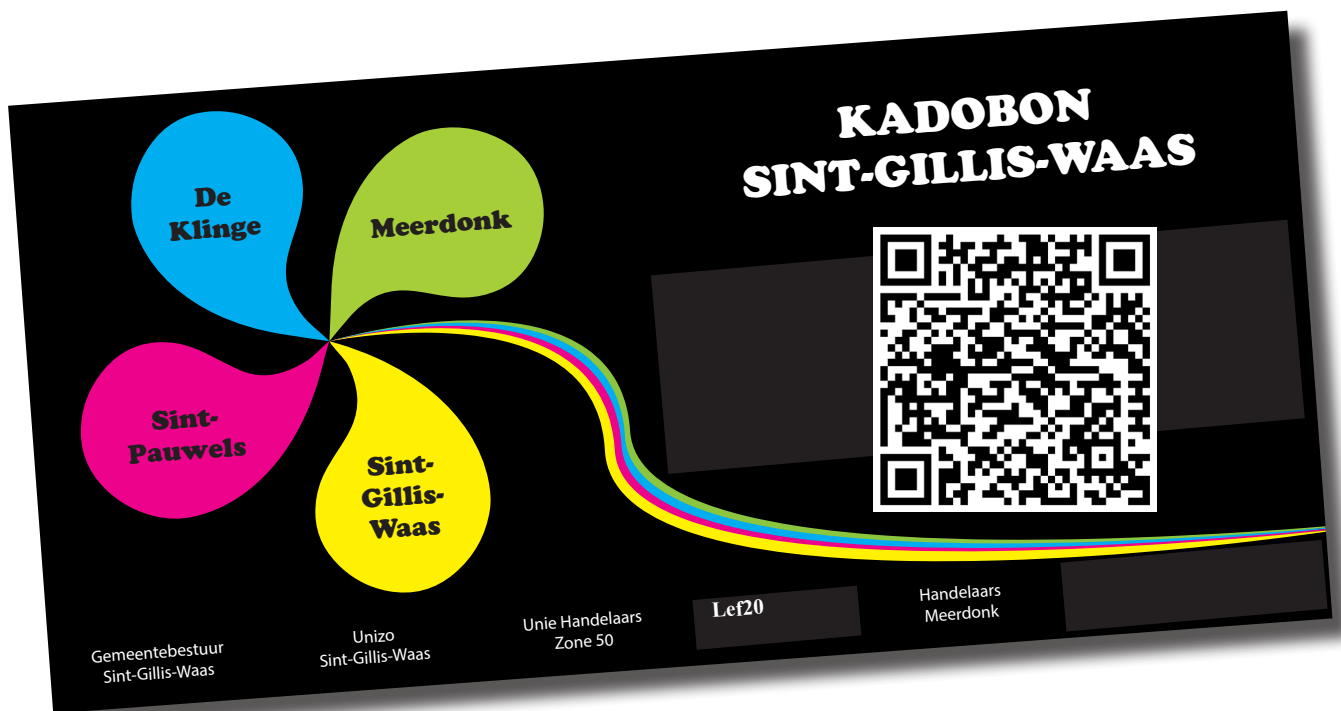 KADOBON
SINT-GILLIS-WAAS
De
Klinge
Meerdonk
Sint-
Pauwels
Sint-
Gillis-
Waas
Gemeentebestuur
Sint-Gillis-Waas
Unizo
Sint-Gillis-Waas
Unie Handelaars
Zone 50
Lef20
Handelaars
Meerdonk